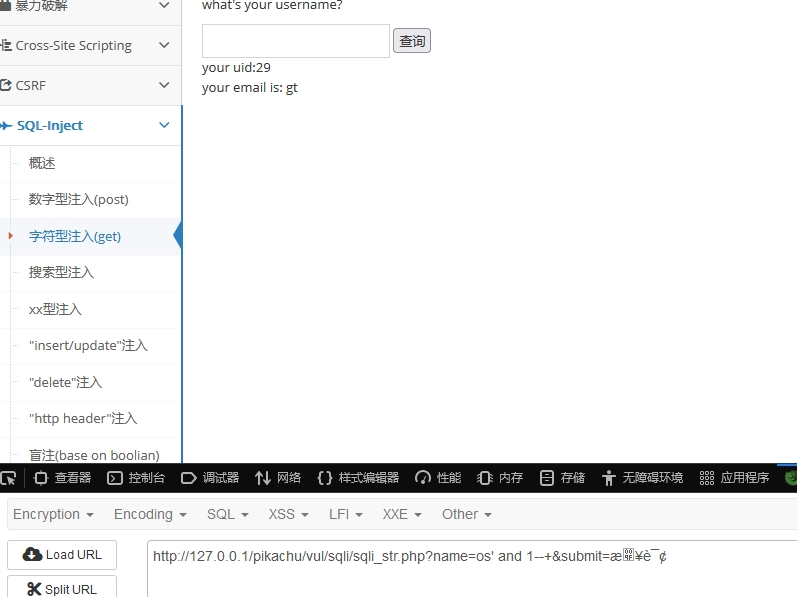 暴力破解
Cross-Site Scripting
CSRF
SQL-Inject
概述
数字型注入(post)
字符型注入(get)
搜索型注入
xx型注入
"insert/update"注入
"delete"注入
"http header"注入
盲注(base on boolian)
what's your username?
查询
your uid:29
your email is: gt
查看器 控制台 调试器 网络 样式编辑器 性能 内存 存储 无障碍环境 应用程序
Encryption Encoding SQL XSS LFI XXE Other
Load URL
Split URL
http://127.0.0.1/pikachu/vul/sqli/sqli_str.php?name=os' and 1--+&submit=æ¥è¯¢